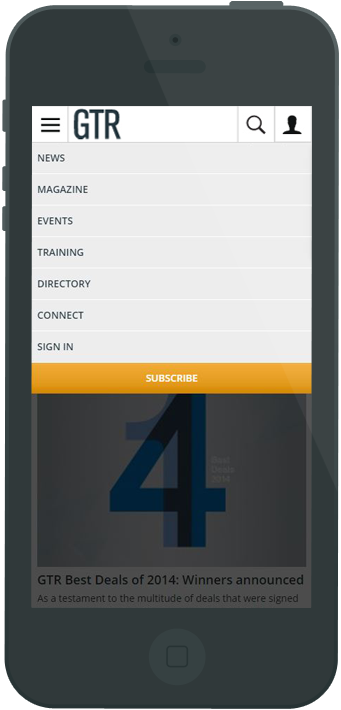 GTR
NEWS
MAGAZINE
EVENTS
TRAINING
DIRECTORY
CONNECT
SIGN IN
SUBSCRIBE
14
Best
Deals
2014
GTR Best Deals of 2014: Winners announced
As a testament to the multitude of deals that were signed